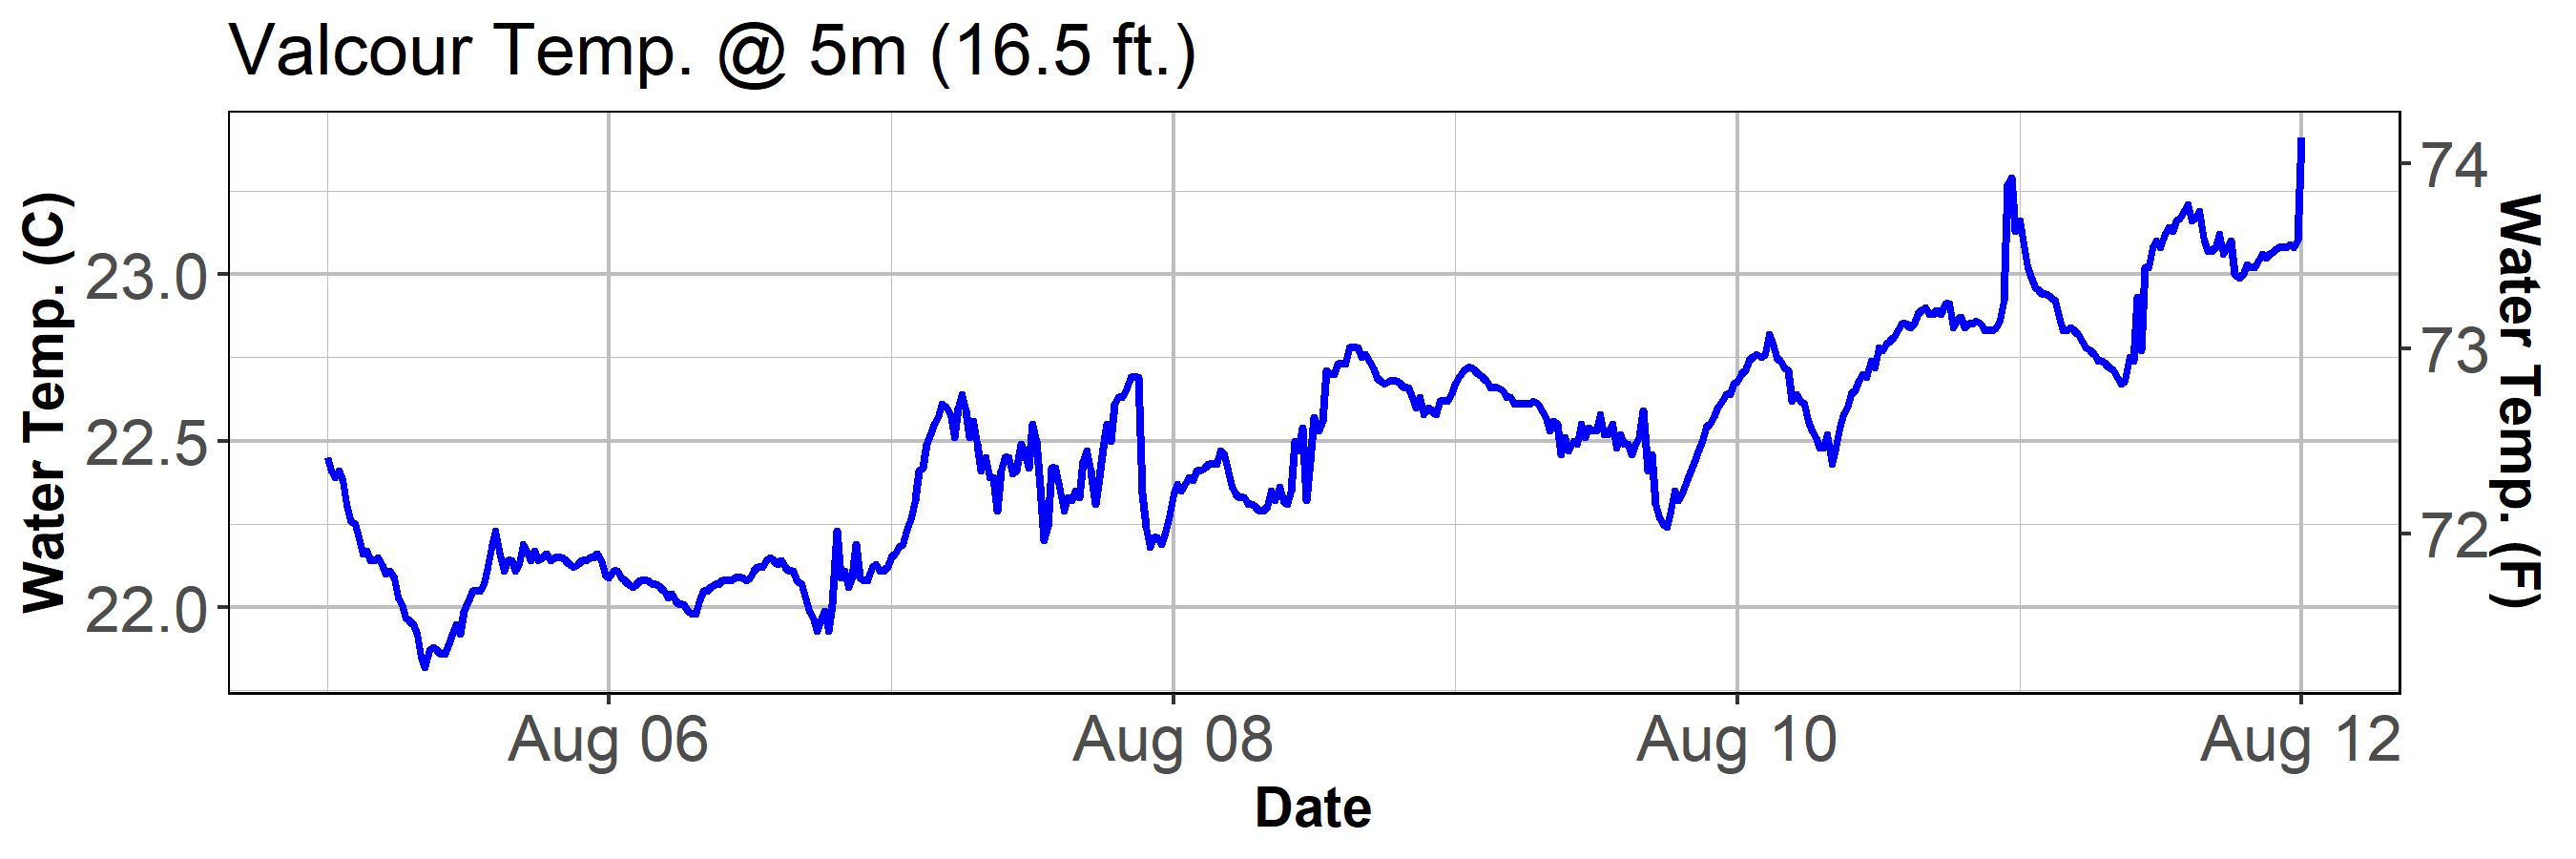 Valcour Temp. @ 5m (16.5 ft.)
Water Temp. (C)
23.0
22.5
22.0
74
73
72
Water Temp. (F)
Aug 06
Aug 08
Aug 10
Aug 12
Date